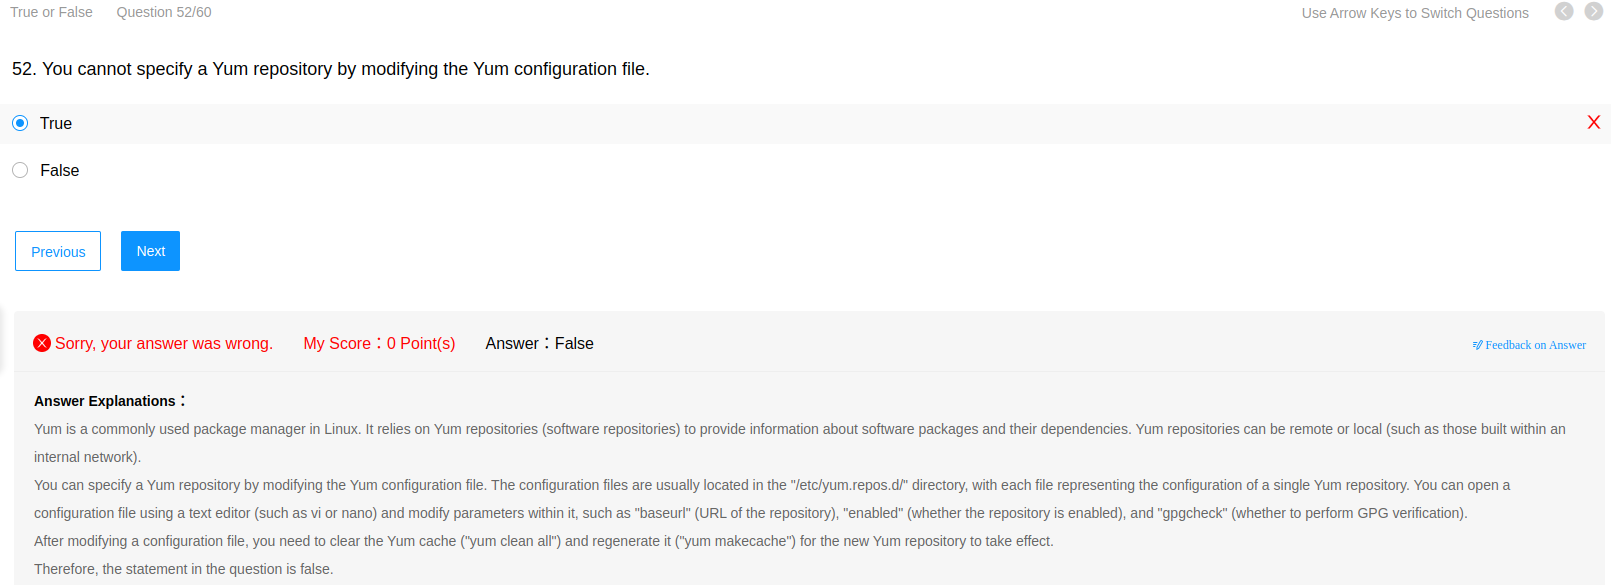 True or False Question 52/60 Use Arrow Keys to Switch Questions
52. You cannot specify a Yum repository by modifying the Yum configuration file.
True
False
Previous Next
Sorry, your answer was wrong. My Score：0 Point(s) Answer：False Feedback on Answer
Answer Explanations：
Yum is a commonly used package manager in Linux. It relies on Yum repositories (software repositories) to provide information about software packages and their dependencies. Yum repositories can be remote or local (such as those built within an
internal network).
You can specify a Yum repository by modifying the Yum configuration file. The configuration files are usually located in the "/etc/yum.repos.d/" directory, with each file representing the configuration of a single Yum repository. You can open a
configuration file using a text editor (such as vi or nano) and modify parameters within it, such as "baseurl" (URL of the repository), "enabled" (whether the repository is enabled), and "gpgcheck" (whether to perform GPG verification).
After modifying a configuration file, you need to clear the Yum cache ("yum clean all") and regenerate it ("yum makecache") for the new Yum repository to take effect.
Therefore, the statement in the question is false.